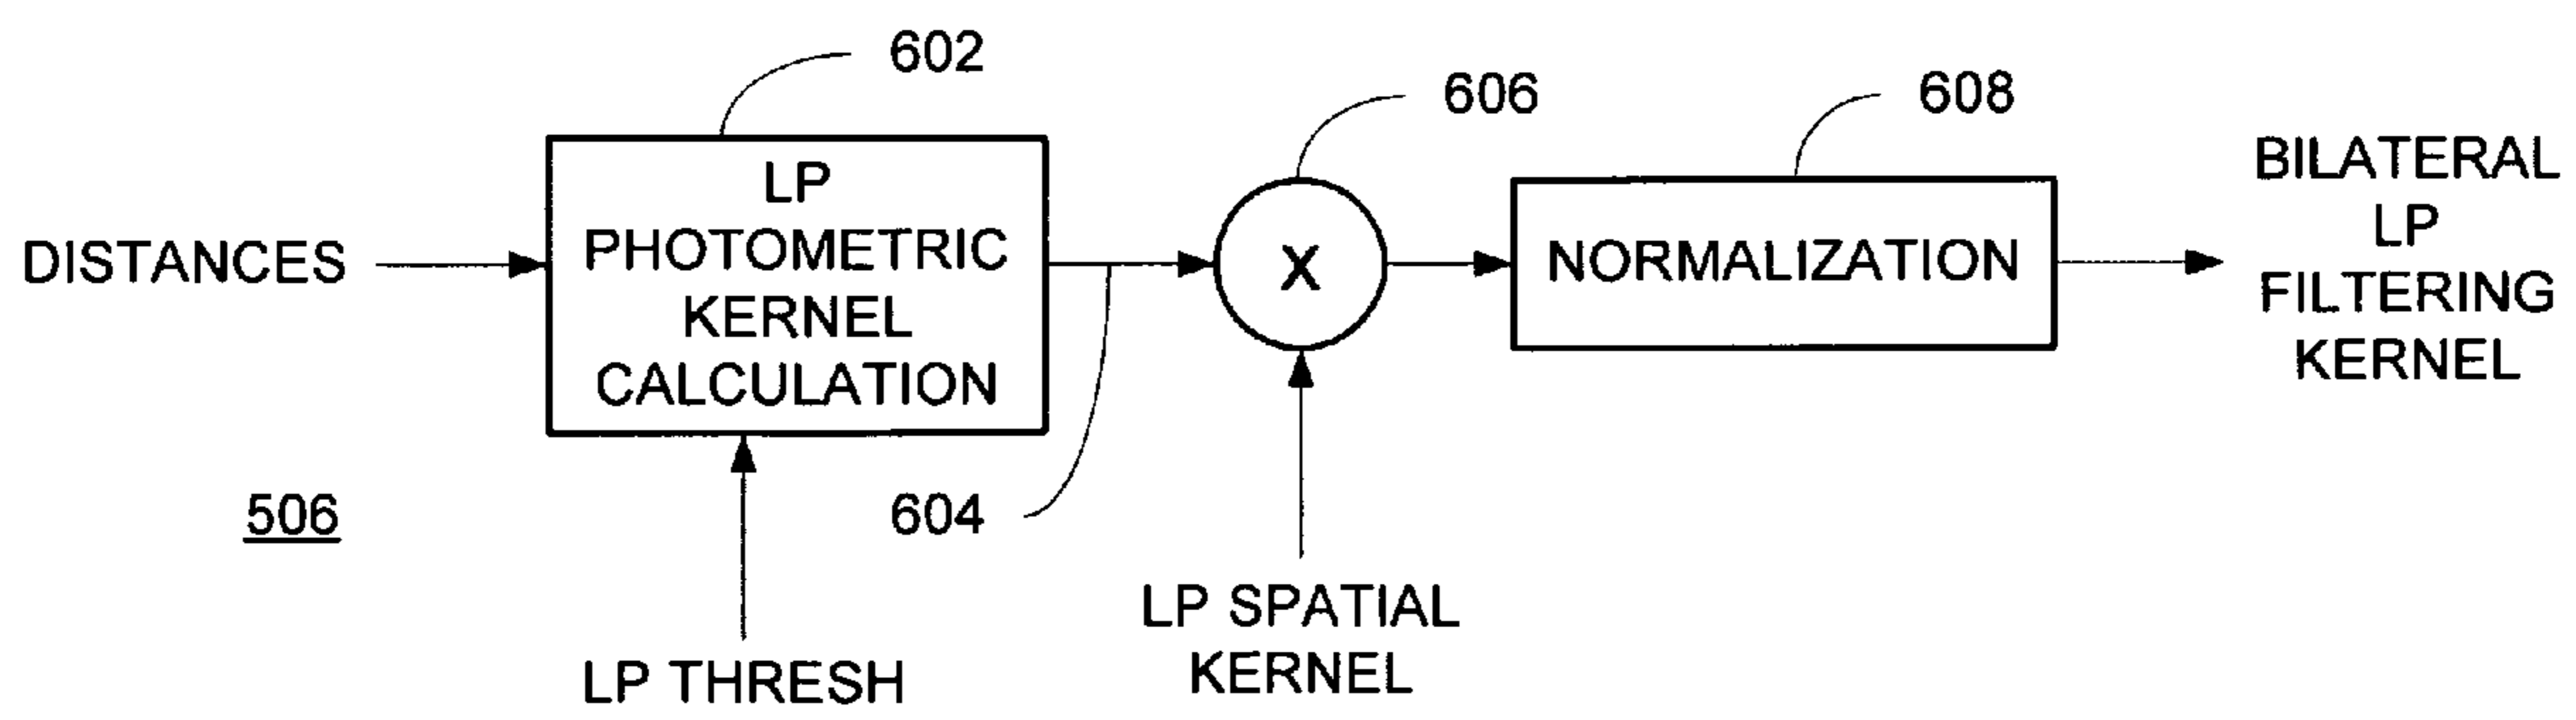 602
606
608
DISTANCES
LP
PHOTOMETRIC
KERNEL
CALCULATION
X
NORMALIZATION
BILATERAL
LP
FILTERING
KERNEL
506
604
LP THRESH
LP SPATIAL
KERNEL